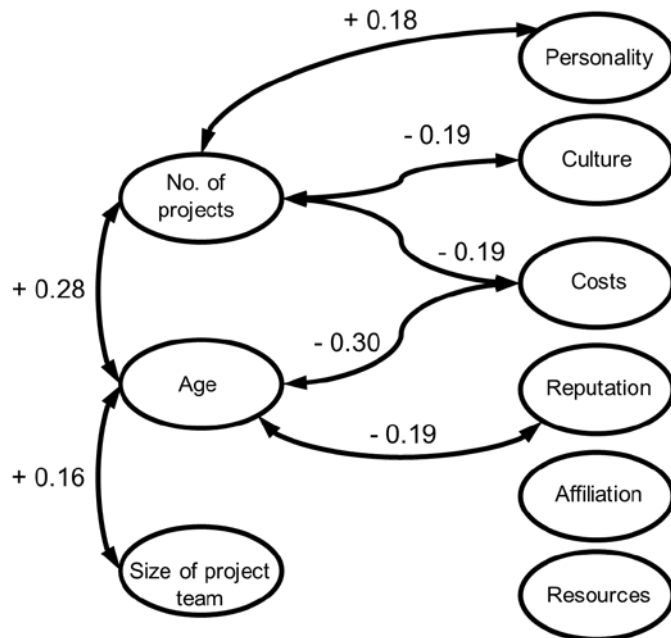 + 0.18
Personality
- 0.19
Culture
No. of
projects
- 0.19
Costs
+ 0.28
- 0.30
Age
Reputation
- 0.19
+ 0.16
Affiliation
Size of project
team
Resources